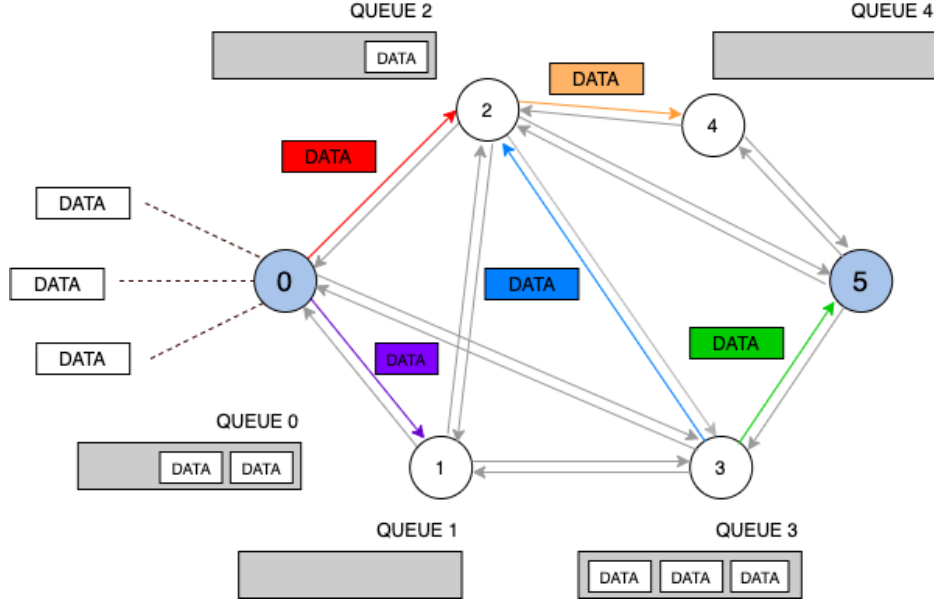 QUEUE 2
DATA
QUEUE 4
DATA
2
4
DATA
DATA
0
DATA
DATA
5
DATA
DATA
DATA
QUEUE 0
DATA DATA
1
3
QUEUE 1
QUEUE 3
DATA DATA DATA